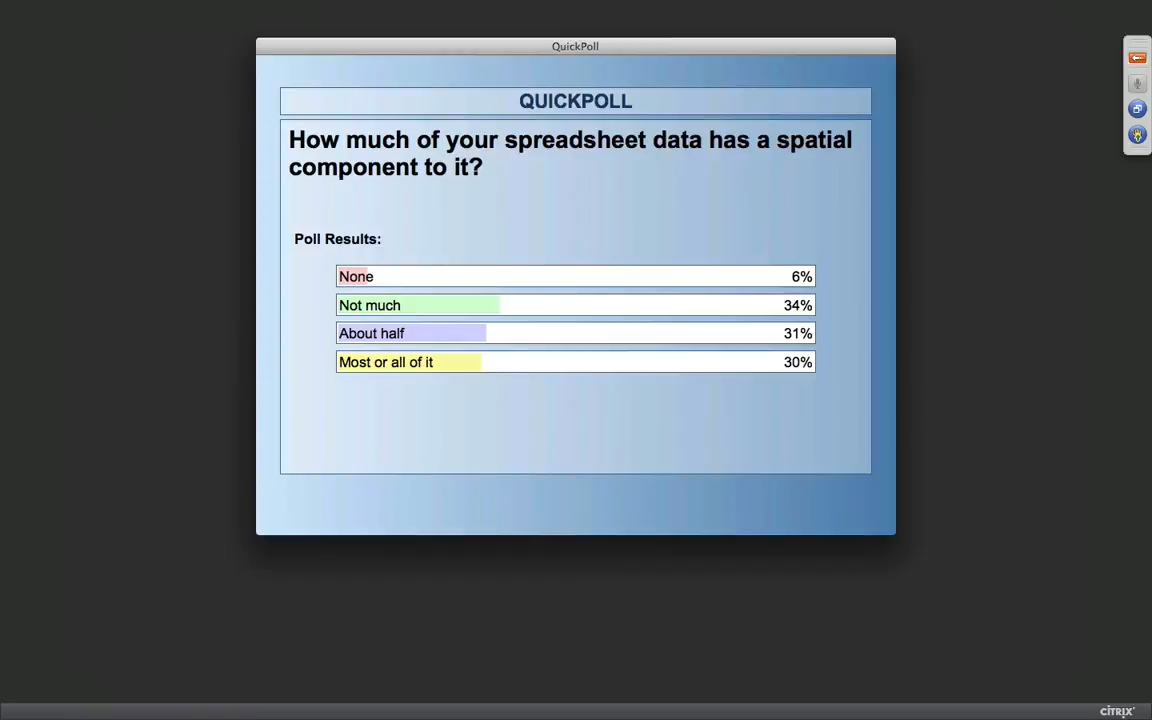 QuickPoll
QUICKPOLL
How much of your spreadsheet data has a spatial
component to it?
Poll Results:
None 6%
Not much 34%
About half 31%
Most or all of it 30%
CITRIX